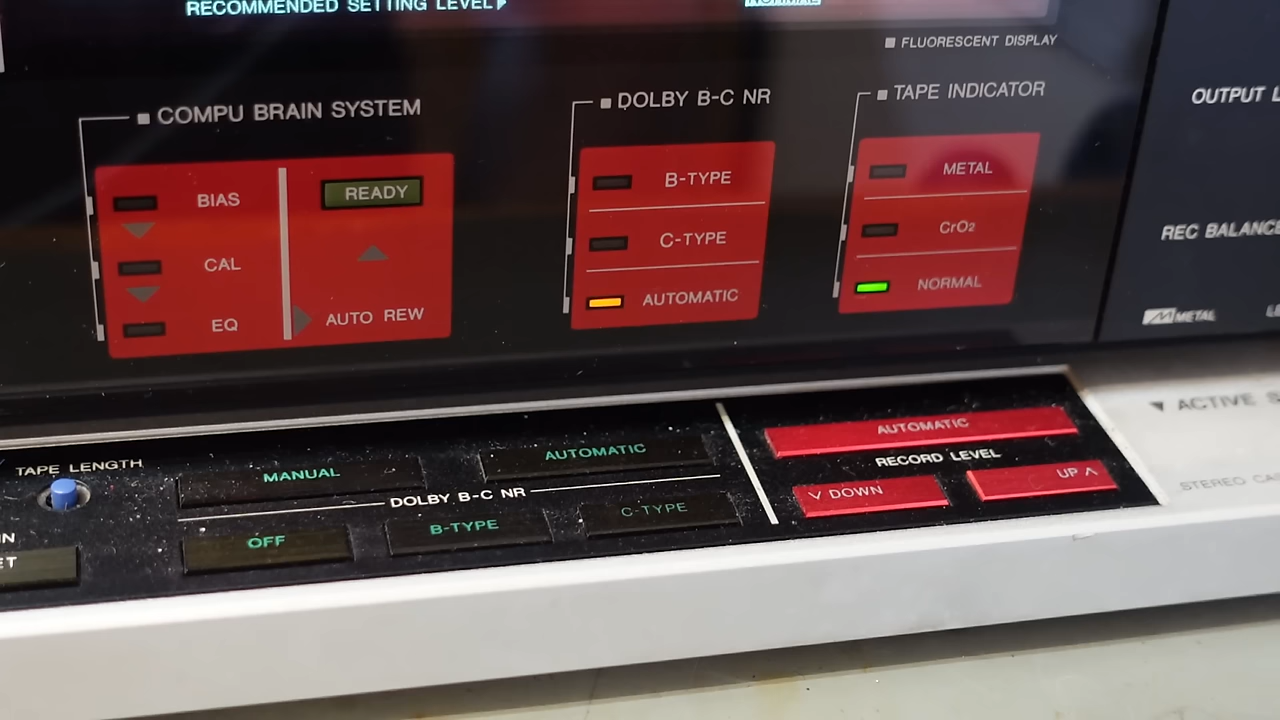 RECOMMENDED SETTING LEVEL
NORMAL
FLUORESCENT DISPLAY
COMPU BRAIN SYSTEM
BIAS
CAL
EQ
READY
AUTO REW
DOLBY B-C NR
B-TYPE
C-TYPE
AUTOMATIC
TAPE INDICATOR
METAL
CrO2
NORMAL
OUTPUT L
REC BALANCE
METAL
TAPE LENGTH
MANUAL
AUTOMATIC
DOLBY B-C NR
OFF
B-TYPE
C-TYPE
AUTOMATIC
RECORD LEVEL
DOWN
UP
ACTIVE S
STEREO CA
IN
ET